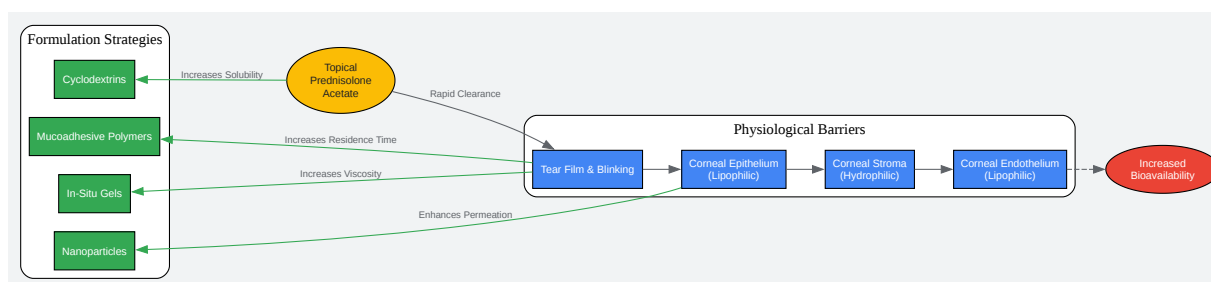 Formulation Strategies
Cyclodextrins
Mucoadhesive Polymers
In-Situ Gels
Nanoparticles
Increases Solubility
Topical
Prednisolone
Acetate
Rapid Clearance
Increases Residence Time
Increases Viscosity
Enhances Permeation
Physiological Barriers
Tear Film & Blinking
Corneal Epithelium
(Lipophilic)
Corneal Stroma
(Hydrophilic)
Corneal Endothelium
(Lipophilic)
Increased
Bioavailability